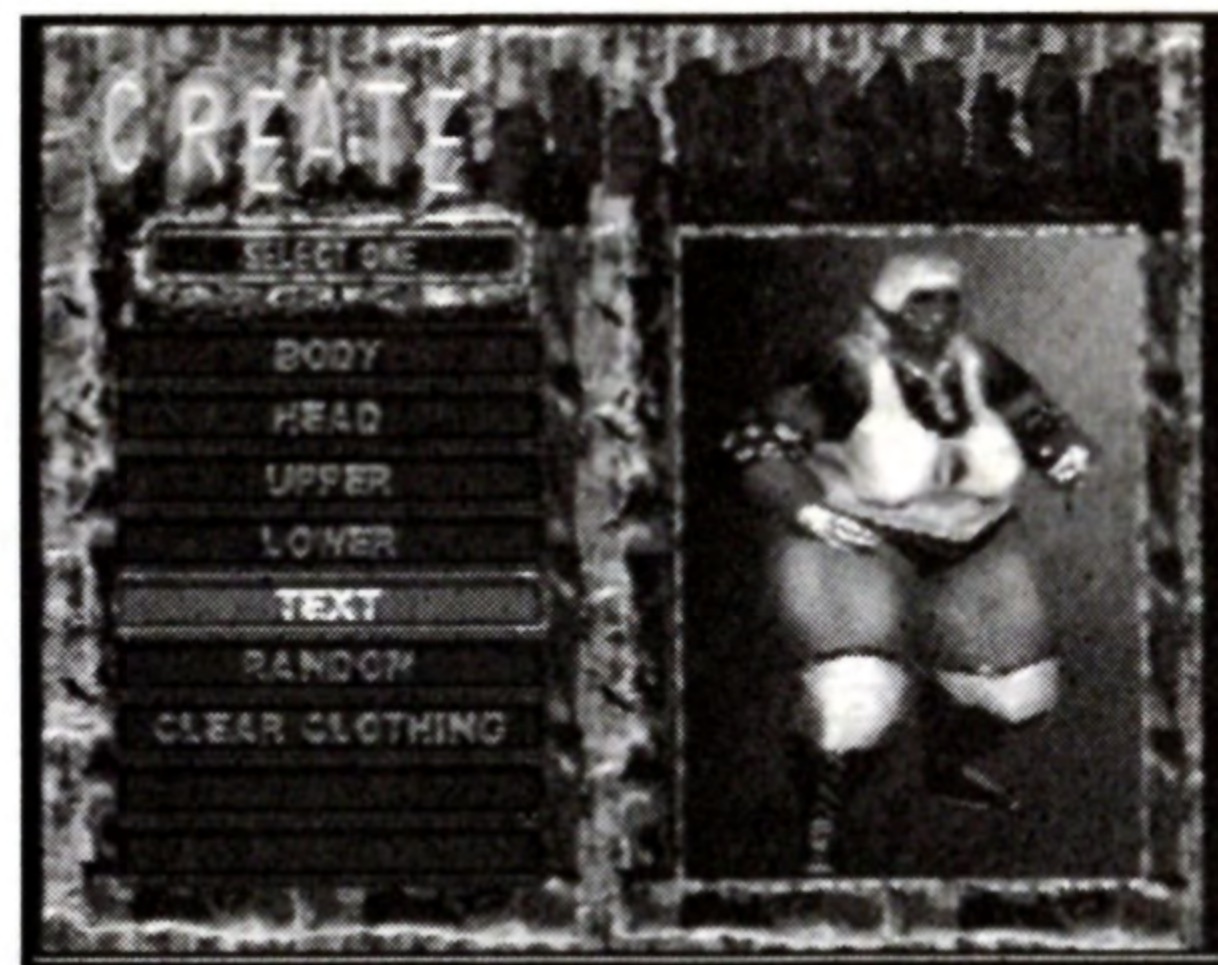 CREATE
SELECT ONE
BODY
HEAD
UPPER
LOWER
TEXT
RANDOM
CLEAR CLOTHING